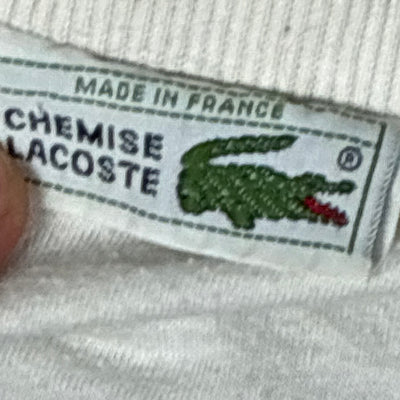 MADE IN FRANCE
CHEMISE
LACOSTE
®